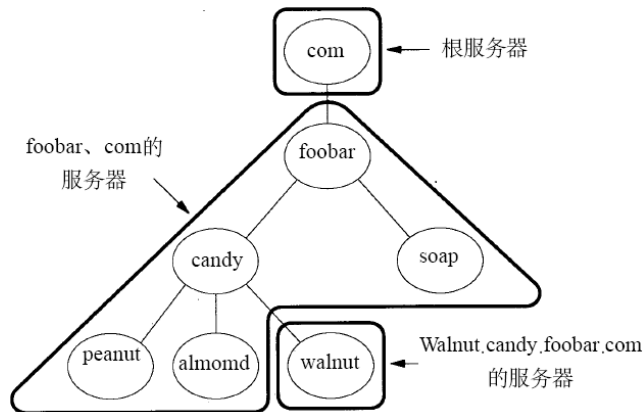 com
根服务器
foobar、com的
服务器
foobar
candy
soap
peanut
almomd
walnut
Walnut.candy.foobar.com
的服务器